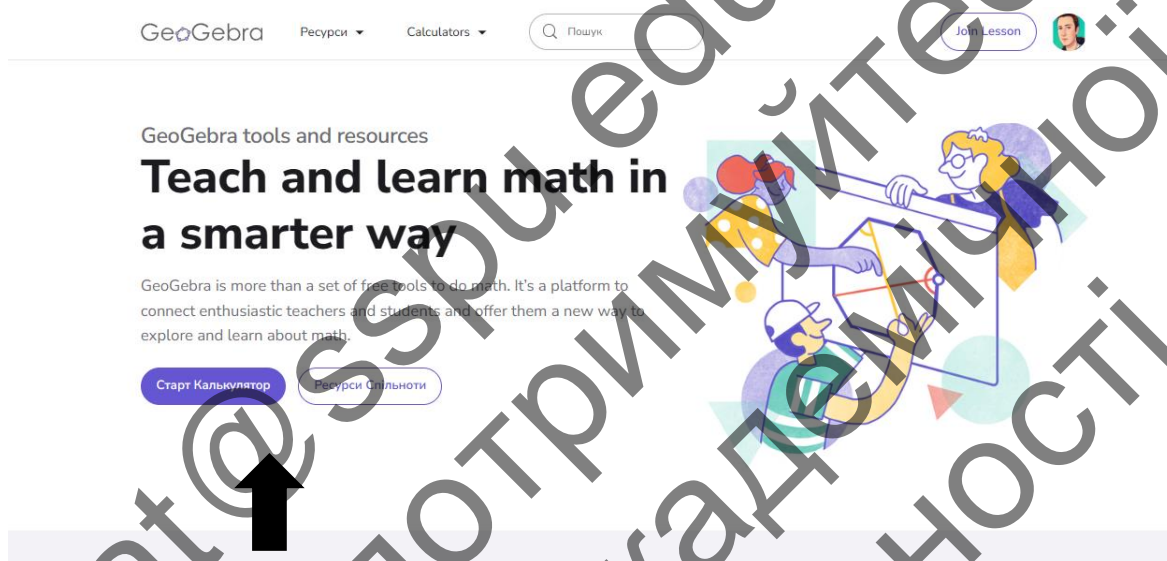 GeoGebra Ресурси Calculators Пошук Join Lesson
GeoGebra tools and resources
Teach and learn math in
a smarter way
GeoGebra is more than a set of free tools to do math. It's a platform to
connect enthusiastic teachers and students and offer them a new way to
explore and learn about math.
Старт Калькулятор Ресурси Спільноти